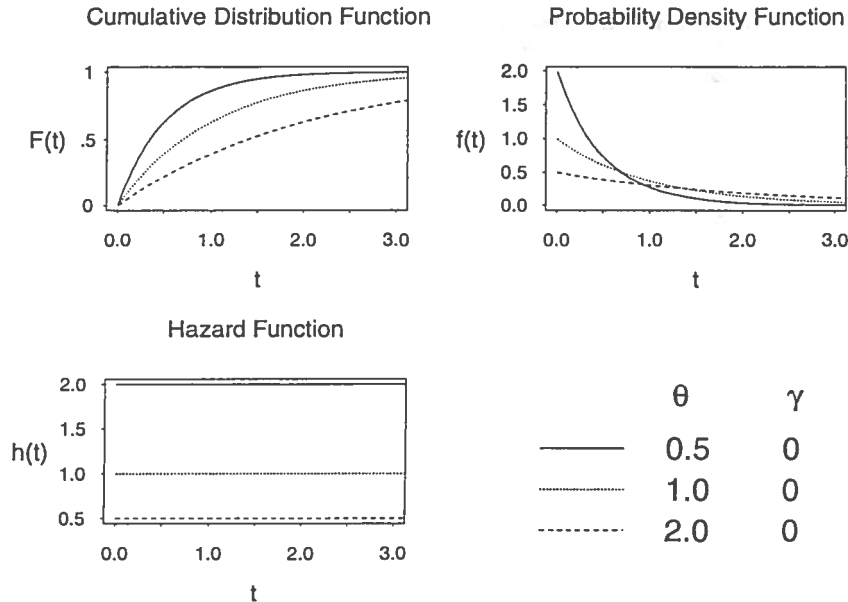 Cumulative Distribution Function
1
F(t)
.5
0
0.0 1.0 2.0 3.0
t
Probability Density Function
2.0
1.5
f(t)
1.0
0.5
0.0
0.0 1.0 2.0 3.0
t
Hazard Function
2.0
1.5
h(t)
1.0
0.5
0.0 1.0 2.0 3.0
t
θ γ
0.5 0
1.0 0
2.0 0